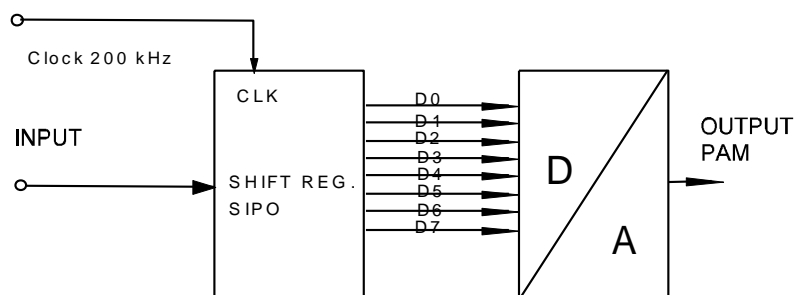 Clock 200 kHz
CLK
INPUT
SHIFT REG.
SIPO
D0
D1
D2
D3
D4
D5
D6
D7
D
A
OUTPUT
PAM